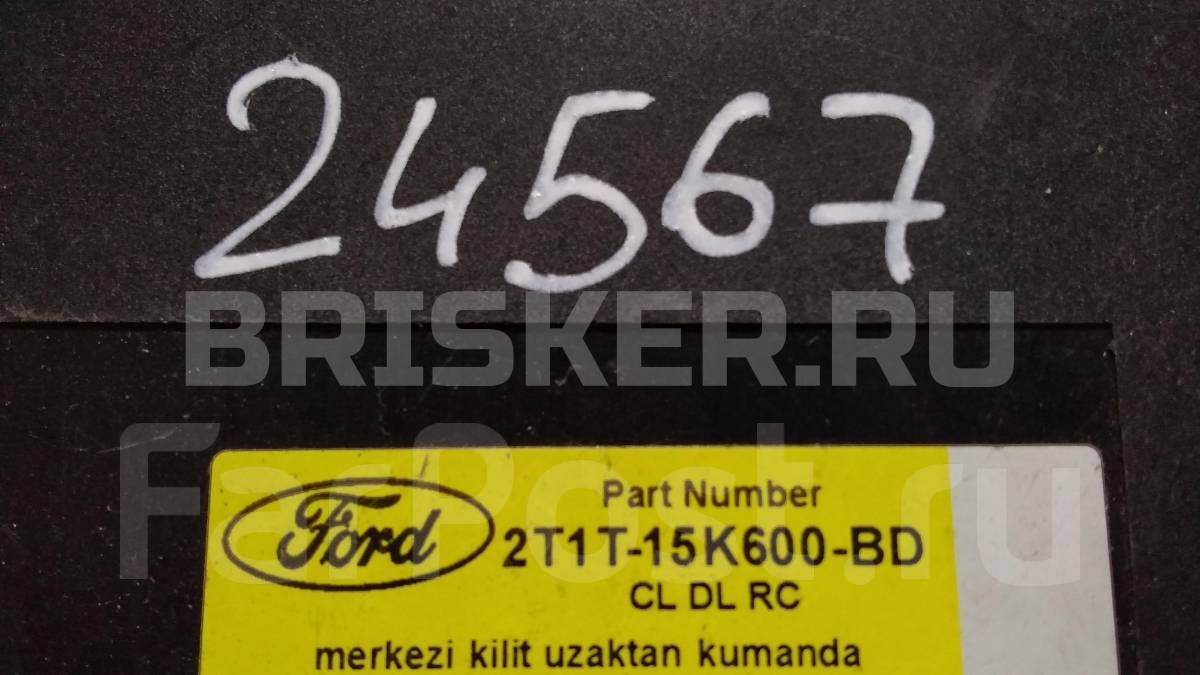 24567
BRISKER.RU
FarPost.ru
Ford
Part Number
2T1T-15K600-BD
CL DL RC
merkezi kilit uzaktan kumanda